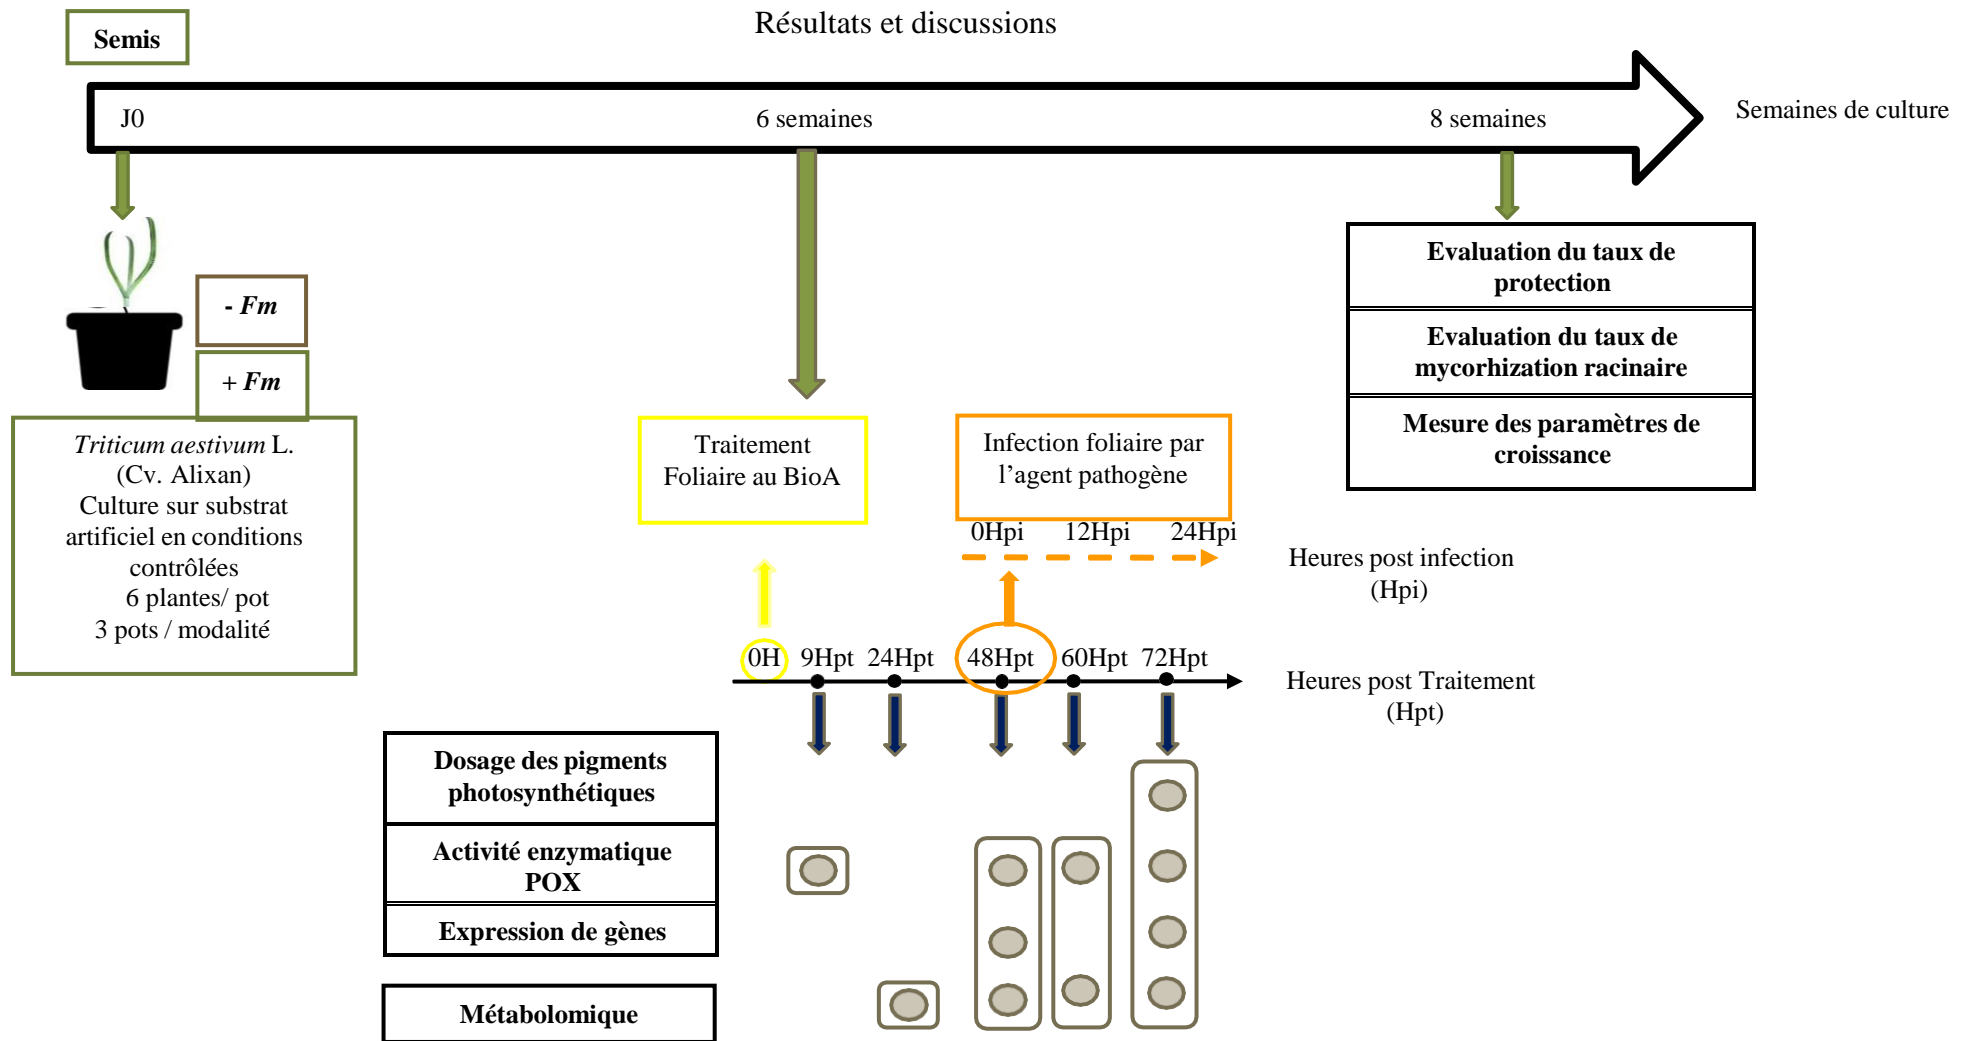 Résultats et discussions
Semis
J0
6 semaines
8 semaines
Semaines de culture
- Fm
+ Fm
Triticum aestivum L.
(Cv. Alixan)
Culture sur substrat
artificiel en conditions
contrôlées
6 plantes/ pot
3 pots / modalité
Traitement
Foliaire au BioA
Infection foliaire par
l’agent pathogène
Evaluation du taux de
protection
Evaluation du taux de
mycorhization racinaire
Mesure des paramètres de
croissance
0Hpi 12Hpi 24Hpi
Heures post infection
(Hpi)
0H 9Hpt 24Hpt 48Hpt 60Hpt 72Hpt
Heures post Traitement
(Hpt)
Dosage des pigments
photosynthétiques
Activité enzymatique
POX
Expression de gènes
Métabolomique